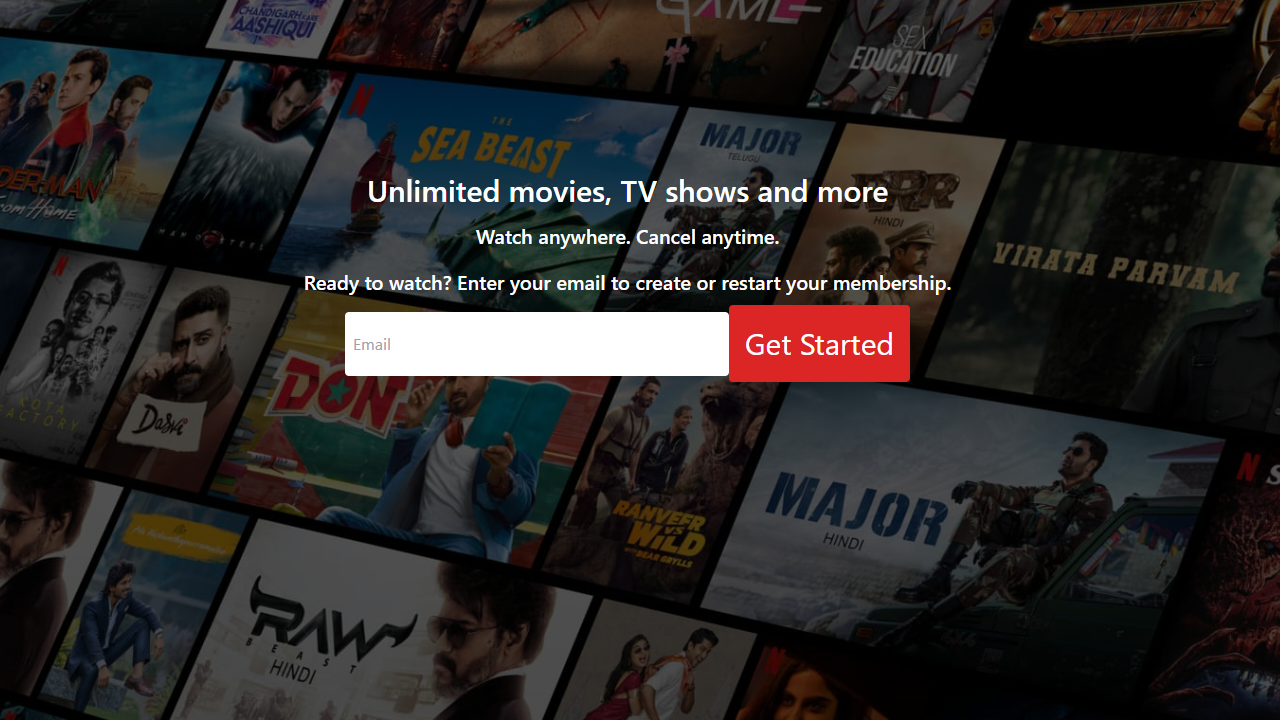 CHANDIGARH KARE
AASHIQUI
GAME
SEX
EDUCATION
SOORYAVANSHI
N
THE
SEA BEAST
MAJOR
TELUGU
RRR
HINDI
DER-MAN
From Home
MAN OF STEEL
VIRATA PARVAM
Unlimited movies, TV shows and more
Watch anywhere. Cancel anytime.
Ready to watch? Enter your email to create or restart your membership.
Email
Get Started
N
KOTA
FACTORY
Dasvi
DON
RANVEER
VS
WILD
WITH BEAR GRYLLS
MAJOR
HINDI
N
S
RAW
BEAST
HINDI
N